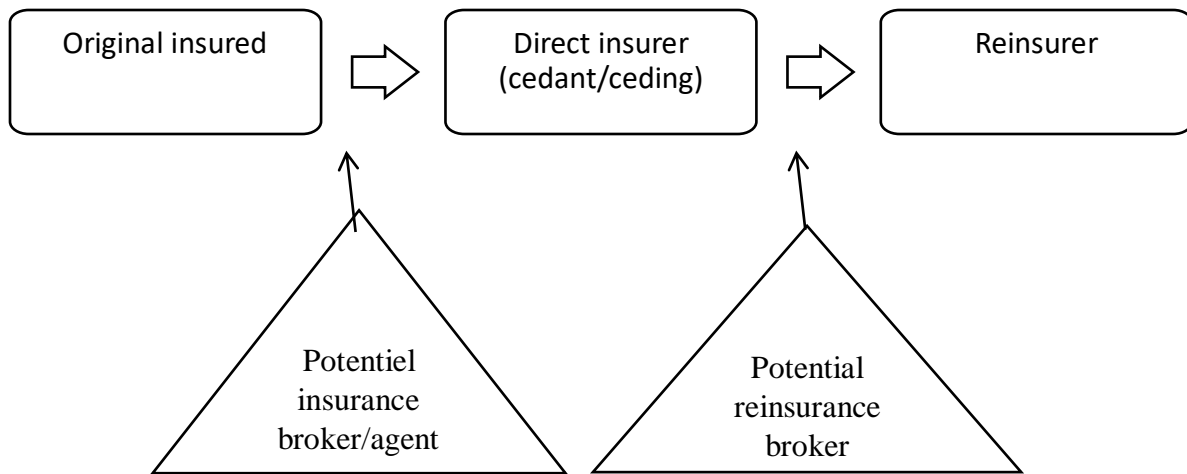 Original insured
Direct insurer
(cedant/ceding)
Reinsurer
Potentiel
insurance
broker/agent
Potential
reinsurance
broker